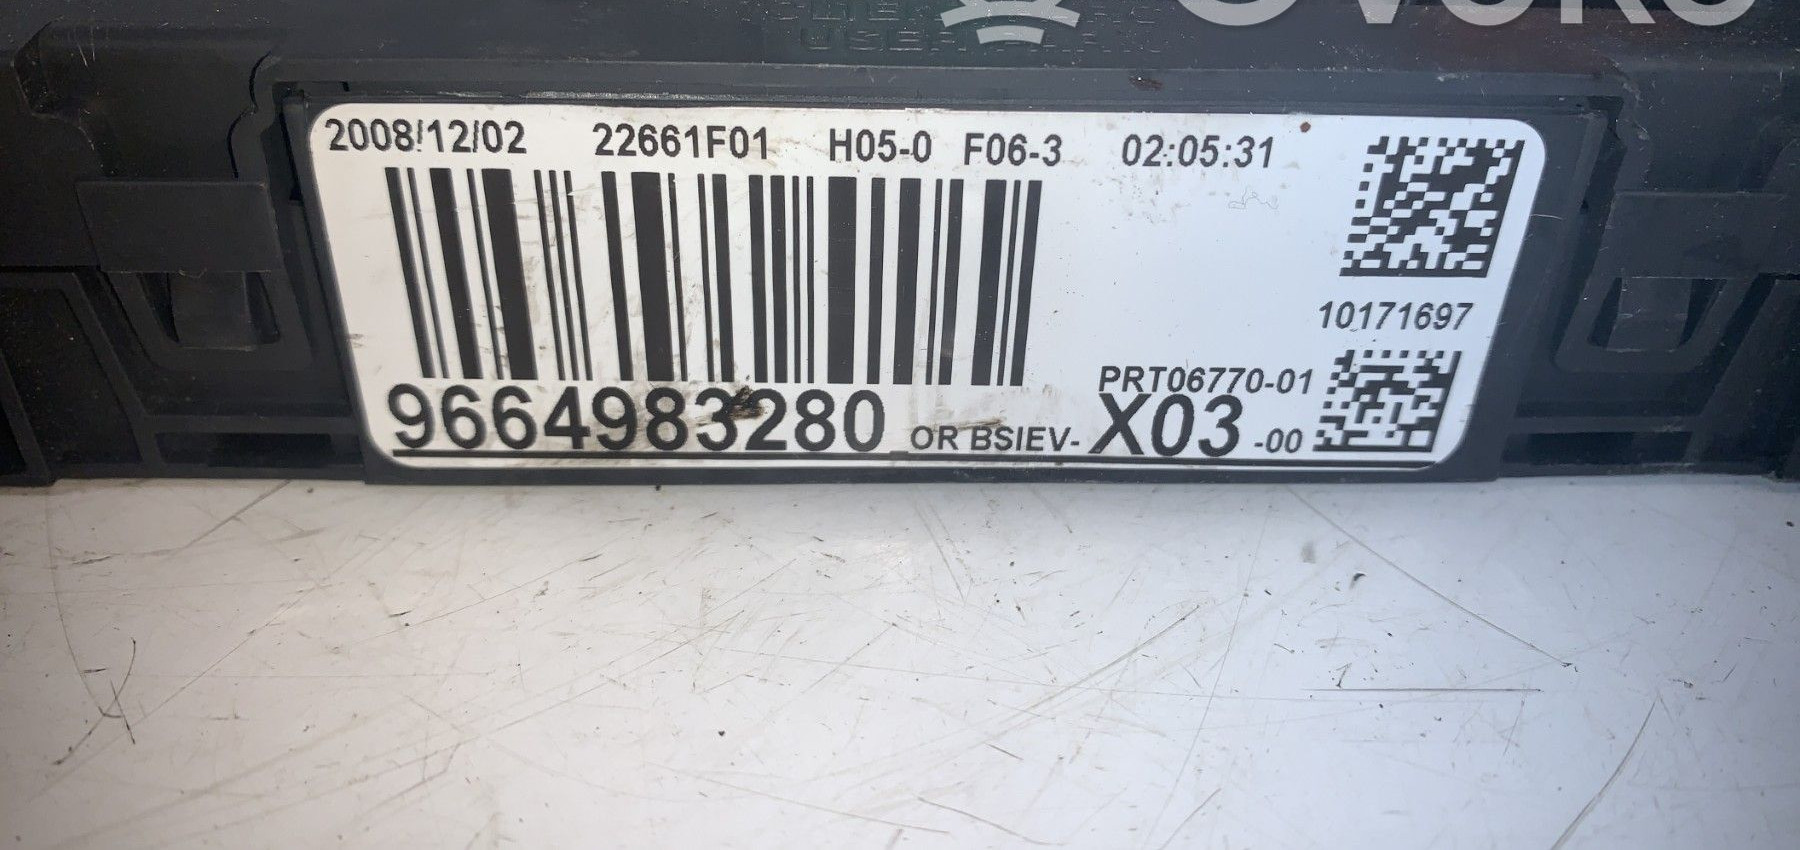 OVOKO
2008/12/02 22661F01 H05-0 F06-3 02:05:31
10171697
PRT06770-01
9664983280 OR BSIEV- X03 -00